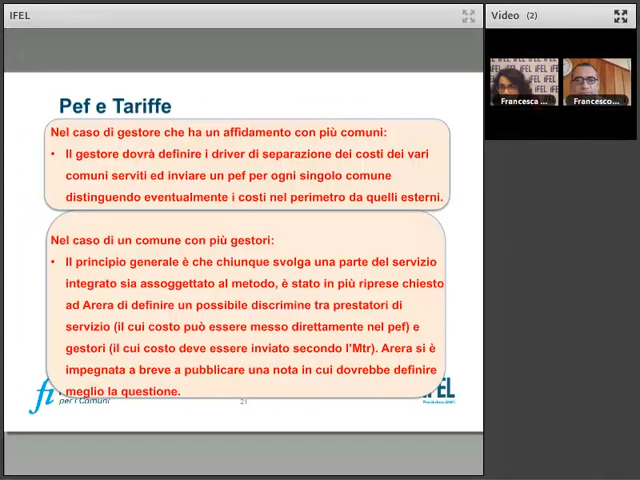 IFEL
Video (2)
Francesca ...
Francesco...
Pef e Tariffe
Nel caso di gestore che ha un affidamento con più comuni:
• Il gestore dovrà definire i driver di separazione dei costi dei vari
comuni serviti ed inviare un pef per ogni singolo comune
distinguendo eventualmente i costi nel perimetro da quelli esterni.
Nel caso di un comune con più gestori:
• Il principio generale è che chiunque svolga una parte del servizio
integrato sia assoggettato al metodo, è stato in più riprese chiesto
ad Arera di definire un possibile discrimine tra prestatori di
servizio (il cui costo può essere messo direttamente nel pef) e
gestori (il cui costo deve essere inviato secondo l'Mtr). Arera si è
impegnata a breve a pubblicare una nota in cui dovrebbe definire
meglio la questione.
fi
per i Comuni
21
IFEL